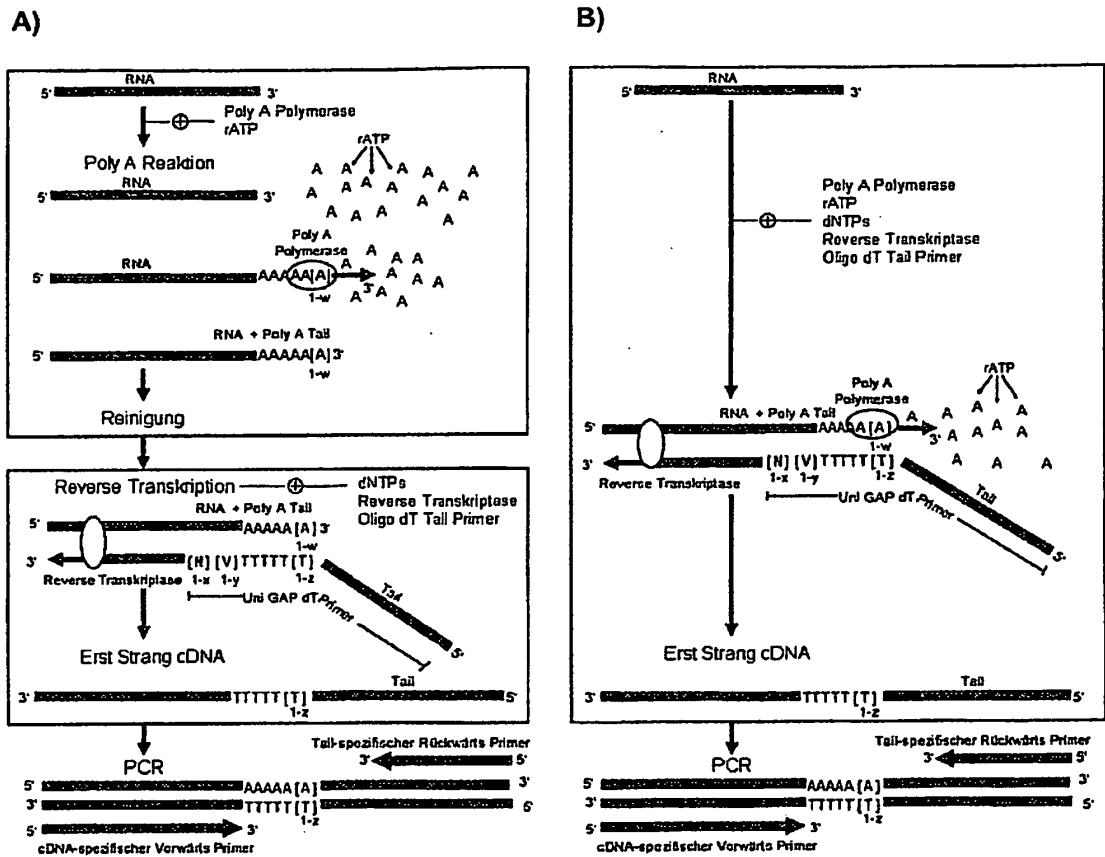 A)
RNA
5' 3'
Poly A Polymerase
rATP
Poly A Reaktion
RNA
5' 3'
rATP
A A A A A A
A A A A A A
A A A A
Poly A
Polymerase
RNA
5' AAAAA[A] 3'
1-w
A A A A A A A A A A A A
RNA + Poly A Tail
5' AAAAA[A]3'
1-w
Reinigung
Reverse Transkription
dNTPs
Reverse Transkriptase
Oligo dT Tail Primer
RNA + Poly A Tail
5' AAAAA [A] 3'
1-w
3' [N] [V] TTTTT [T]
Reverse Transkriptase 1-x 1-y 1-z
Uni GAP dT-Primer
Tail
5'
Erst Strang cDNA
Tail
3' TTTTT [T] 5'
1-z
PCR
Tail-spezifischer Rückwärts Primer
3' 5'
5' AAAAA [A] 3'
3' TTTTT [T] 5'
1-z
5' 3'
cDNA-spezifischer Vorwärts Primer
B)
RNA
5' 3'
Poly A Polymerase
rATP
dNTPs
Reverse Transkriptase
Oligo dT Tail Primer
rATP
Poly A
Polymerase
RNA + Poly A Tail
5' AAAAA [A] A 3'
1-w
A A A A A A A A A A A
3' [N] [V] TTTTT [T]
Reverse Transkriptase 1-x 1-y 1-z
Uni GAP dT-Primer
Tail
5'
Erst Strang cDNA
Tail
3' TTTTT [T] 5'
1-z
PCR
Tail-spezifischer Rückwärts Primer
3' 5'
5' AAAAA [A] 3'
3' TTTTT [T] 5'
1-z
5' 3'
cDNA-spezifischer Vorwärts Primer